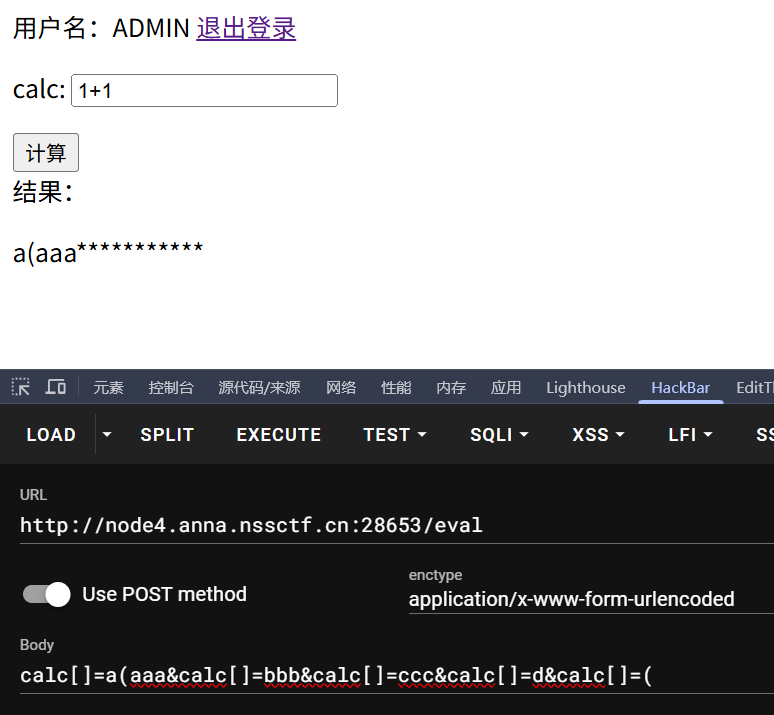 用户名：ADMIN 退出登录
calc: 1+1
计算
结果：
a(aaa***********
元素 控制台 源代码/来源 网络 性能 内存 应用 Lighthouse HackBar EditTh
LOAD SPLIT EXECUTE TEST SQLI XSS LFI SS
URL
http://node4.anna.nssctf.cn:28653/eval
Use POST method
enctype
application/x-www-form-urlencoded
Body
calc[]=a(aaa&calc[]=bbb&calc[]=ccc&calc[]=d&calc[]=(